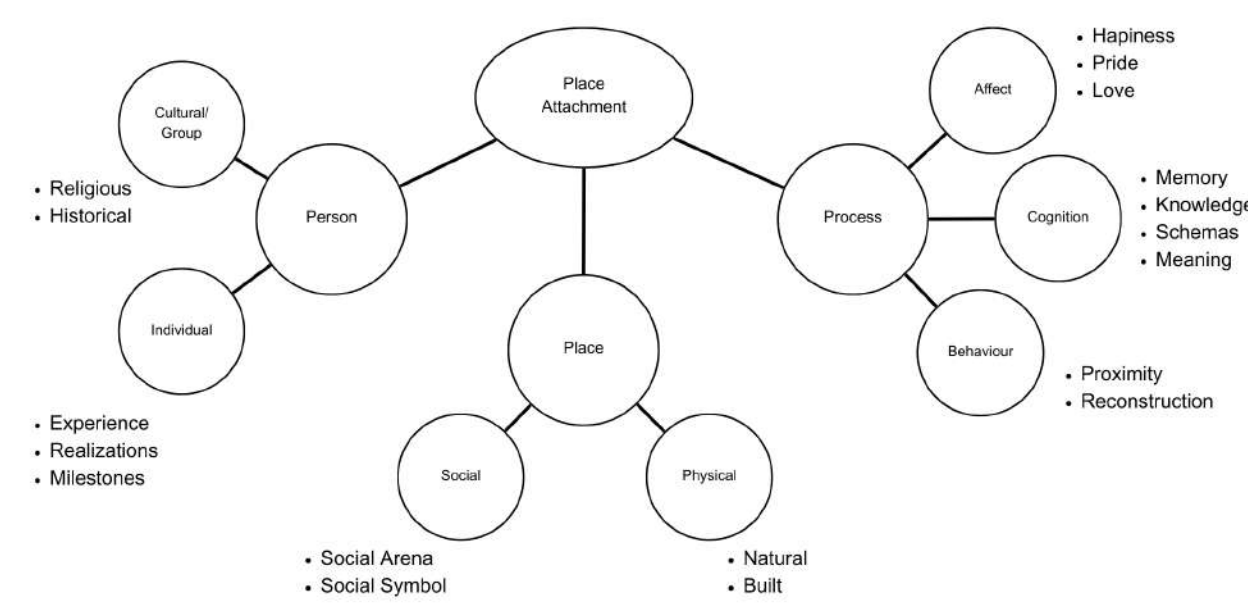 Place
Attachment
Cultural/
Group
• Religious
• Historical
Person
Individual
• Experience
• Realizations
• Milestones
Place
Social
• Social Arena
• Social Symbol
Physical
• Natural
• Built
Process
Affect
• Hapiness
• Pride
• Love
Cognition
• Memory
• Knowledge
• Schemas
• Meaning
Behaviour
• Proximity
• Reconstruction